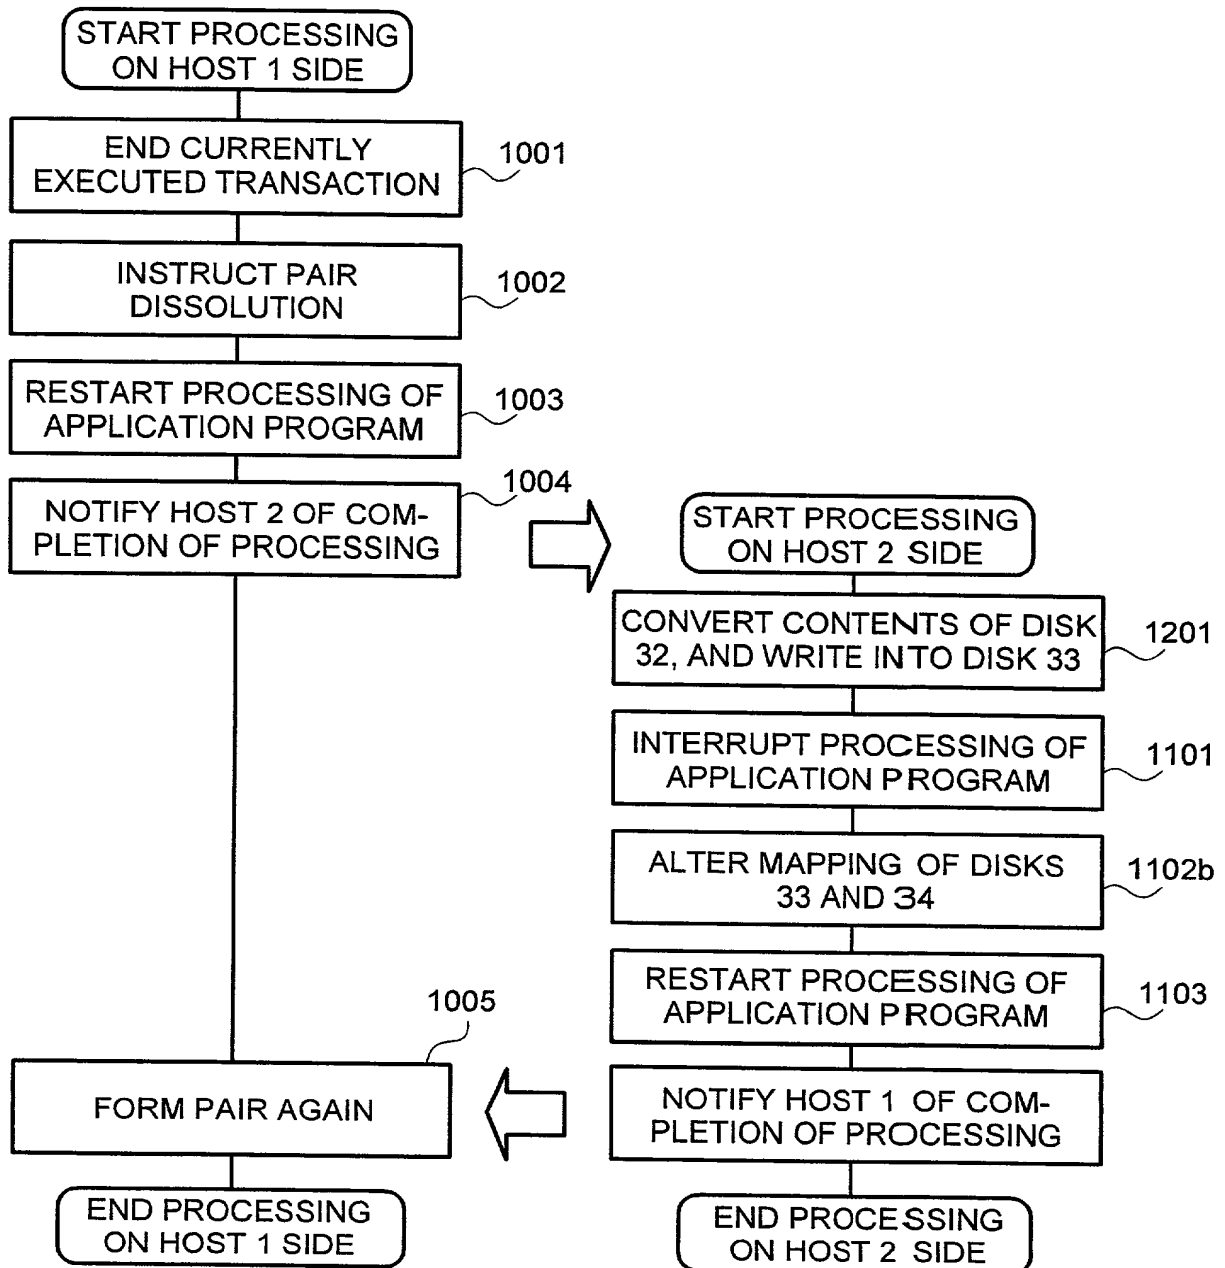 START PROCESSING
ON HOST 1 SIDE
END CURRENTLY
EXECUTED TRANSACTION
1001
INSTRUCT PAIR
DISSOLUTION
1002
RESTART PROCESSING OF
APPLICATION PROGRAM
1003
NOTIFY HOST 2 OF COM-
PLETION OF PROCESSING
1004
START PROCESSING
ON HOST 2 SIDE
CONVERT CONTENTS OF DISK
32, AND WRITE INTO DISK 33
1201
INTERRUPT PROCESSING OF
APPLICATION PROGRAM
1101
ALTER MAPPING OF DISKS
33 AND 34
1102b
RESTART PROCESSING OF
APPLICATION PROGRAM
1103
NOTIFY HOST 1 OF COM-
PLETION OF PROCESSING
END PROCESSING
ON HOST 2 SIDE
1005
FORM PAIR AGAIN
END PROCESSING
ON HOST 1 SIDE